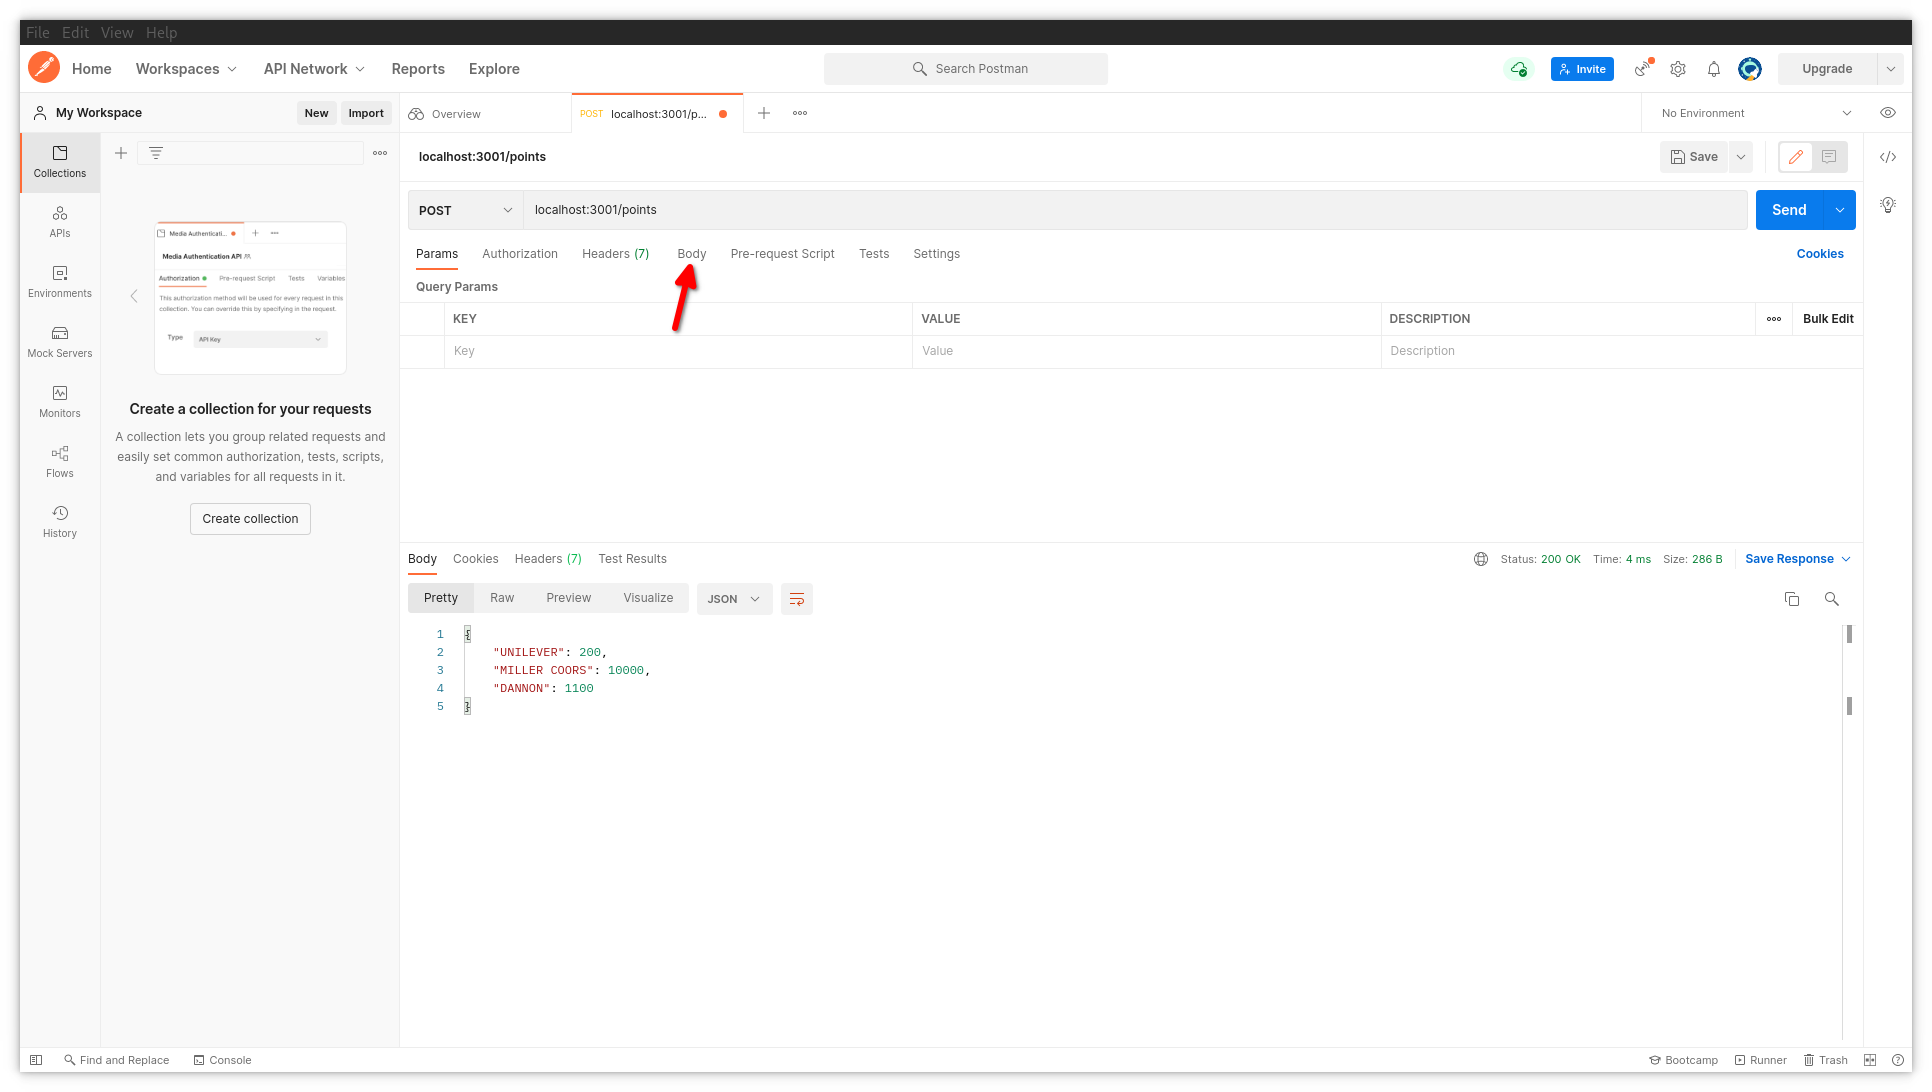 File Edit View Help
Home Workspaces API Network Reports Explore Search Postman Invite Upgrade
My Workspace New Import Overview POST localhost:3001/p... No Environment
Collections
APIs
Environments
Mock Servers
Monitors
Flows
History
Media Authenticati...
Media Authentication API
Authorization Pre-request Script Tests Variables
This authorization method will be used for every request in this
collection. You can override this by specifying in the request.
Type API Key
Create a collection for your requests
A collection lets you group related requests and
easily set common authorization, tests, scripts,
and variables for all requests in it.
Create collection
localhost:3001/points Save
POST localhost:3001/points Send
Params Authorization Headers (7) Body Pre-request Script Tests Settings Cookies
Query Params
KEY VALUE DESCRIPTION Bulk Edit
Key Value Description
Body Cookies Headers (7) Test Results Status: 200 OK Time: 4 ms Size: 286 B Save Response
Pretty Raw Preview Visualize JSON
1 {
2 "UNILEVER": 200,
3 "MILLER COORS": 10000,
4 "DANNON": 1100
5 }
Find and Replace Console Bootcamp Runner Trash